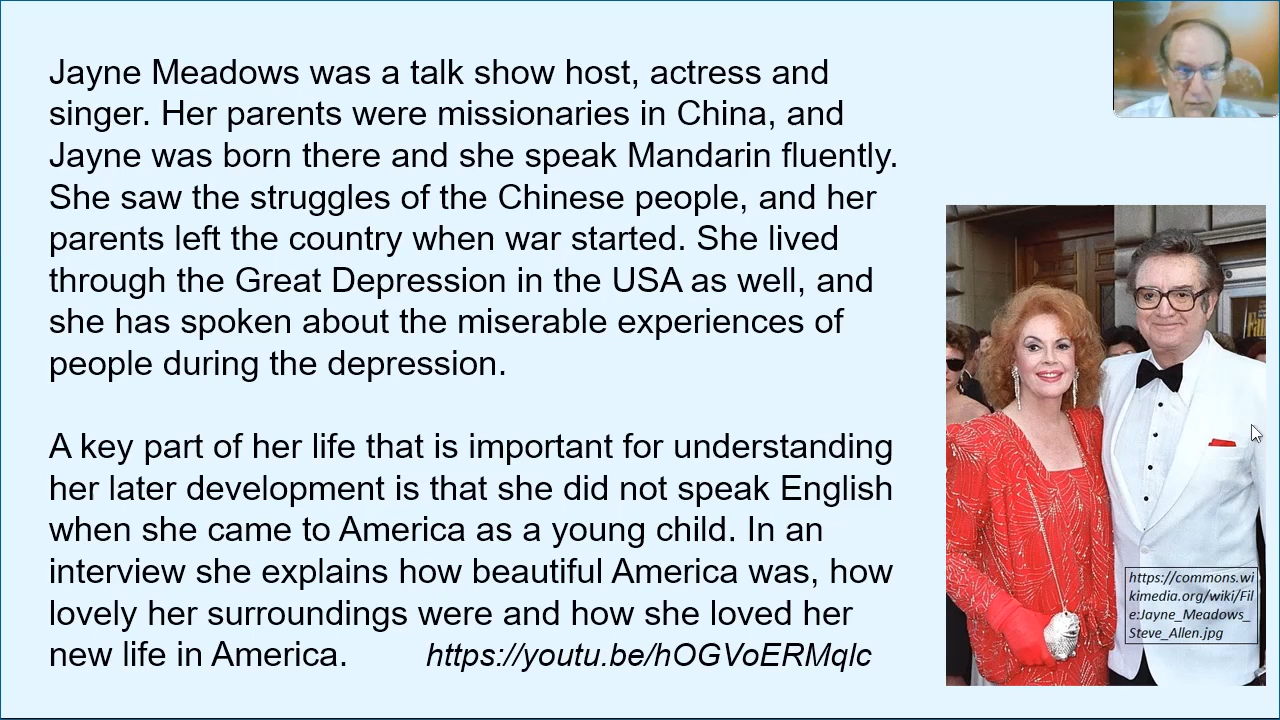 Jayne Meadows was a talk show host, actress and
singer. Her parents were missionaries in China, and
Jayne was born there and she speak Mandarin fluently.
She saw the struggles of the Chinese people, and her
parents left the country when war started. She lived
through the Great Depression in the USA as well, and
she has spoken about the miserable experiences of
people during the depression.
A key part of her life that is important for understanding
her later development is that she did not speak English
when she came to America as a young child. In an
interview she explains how beautiful America was, how
lovely her surroundings were and how she loved her
new life in America. https://youtu.be/hOGVoERMqlc
https://commons.wi
kimedia.org/wiki/Fil
e:Jayne_Meadows_
Steve_Allen.jpg